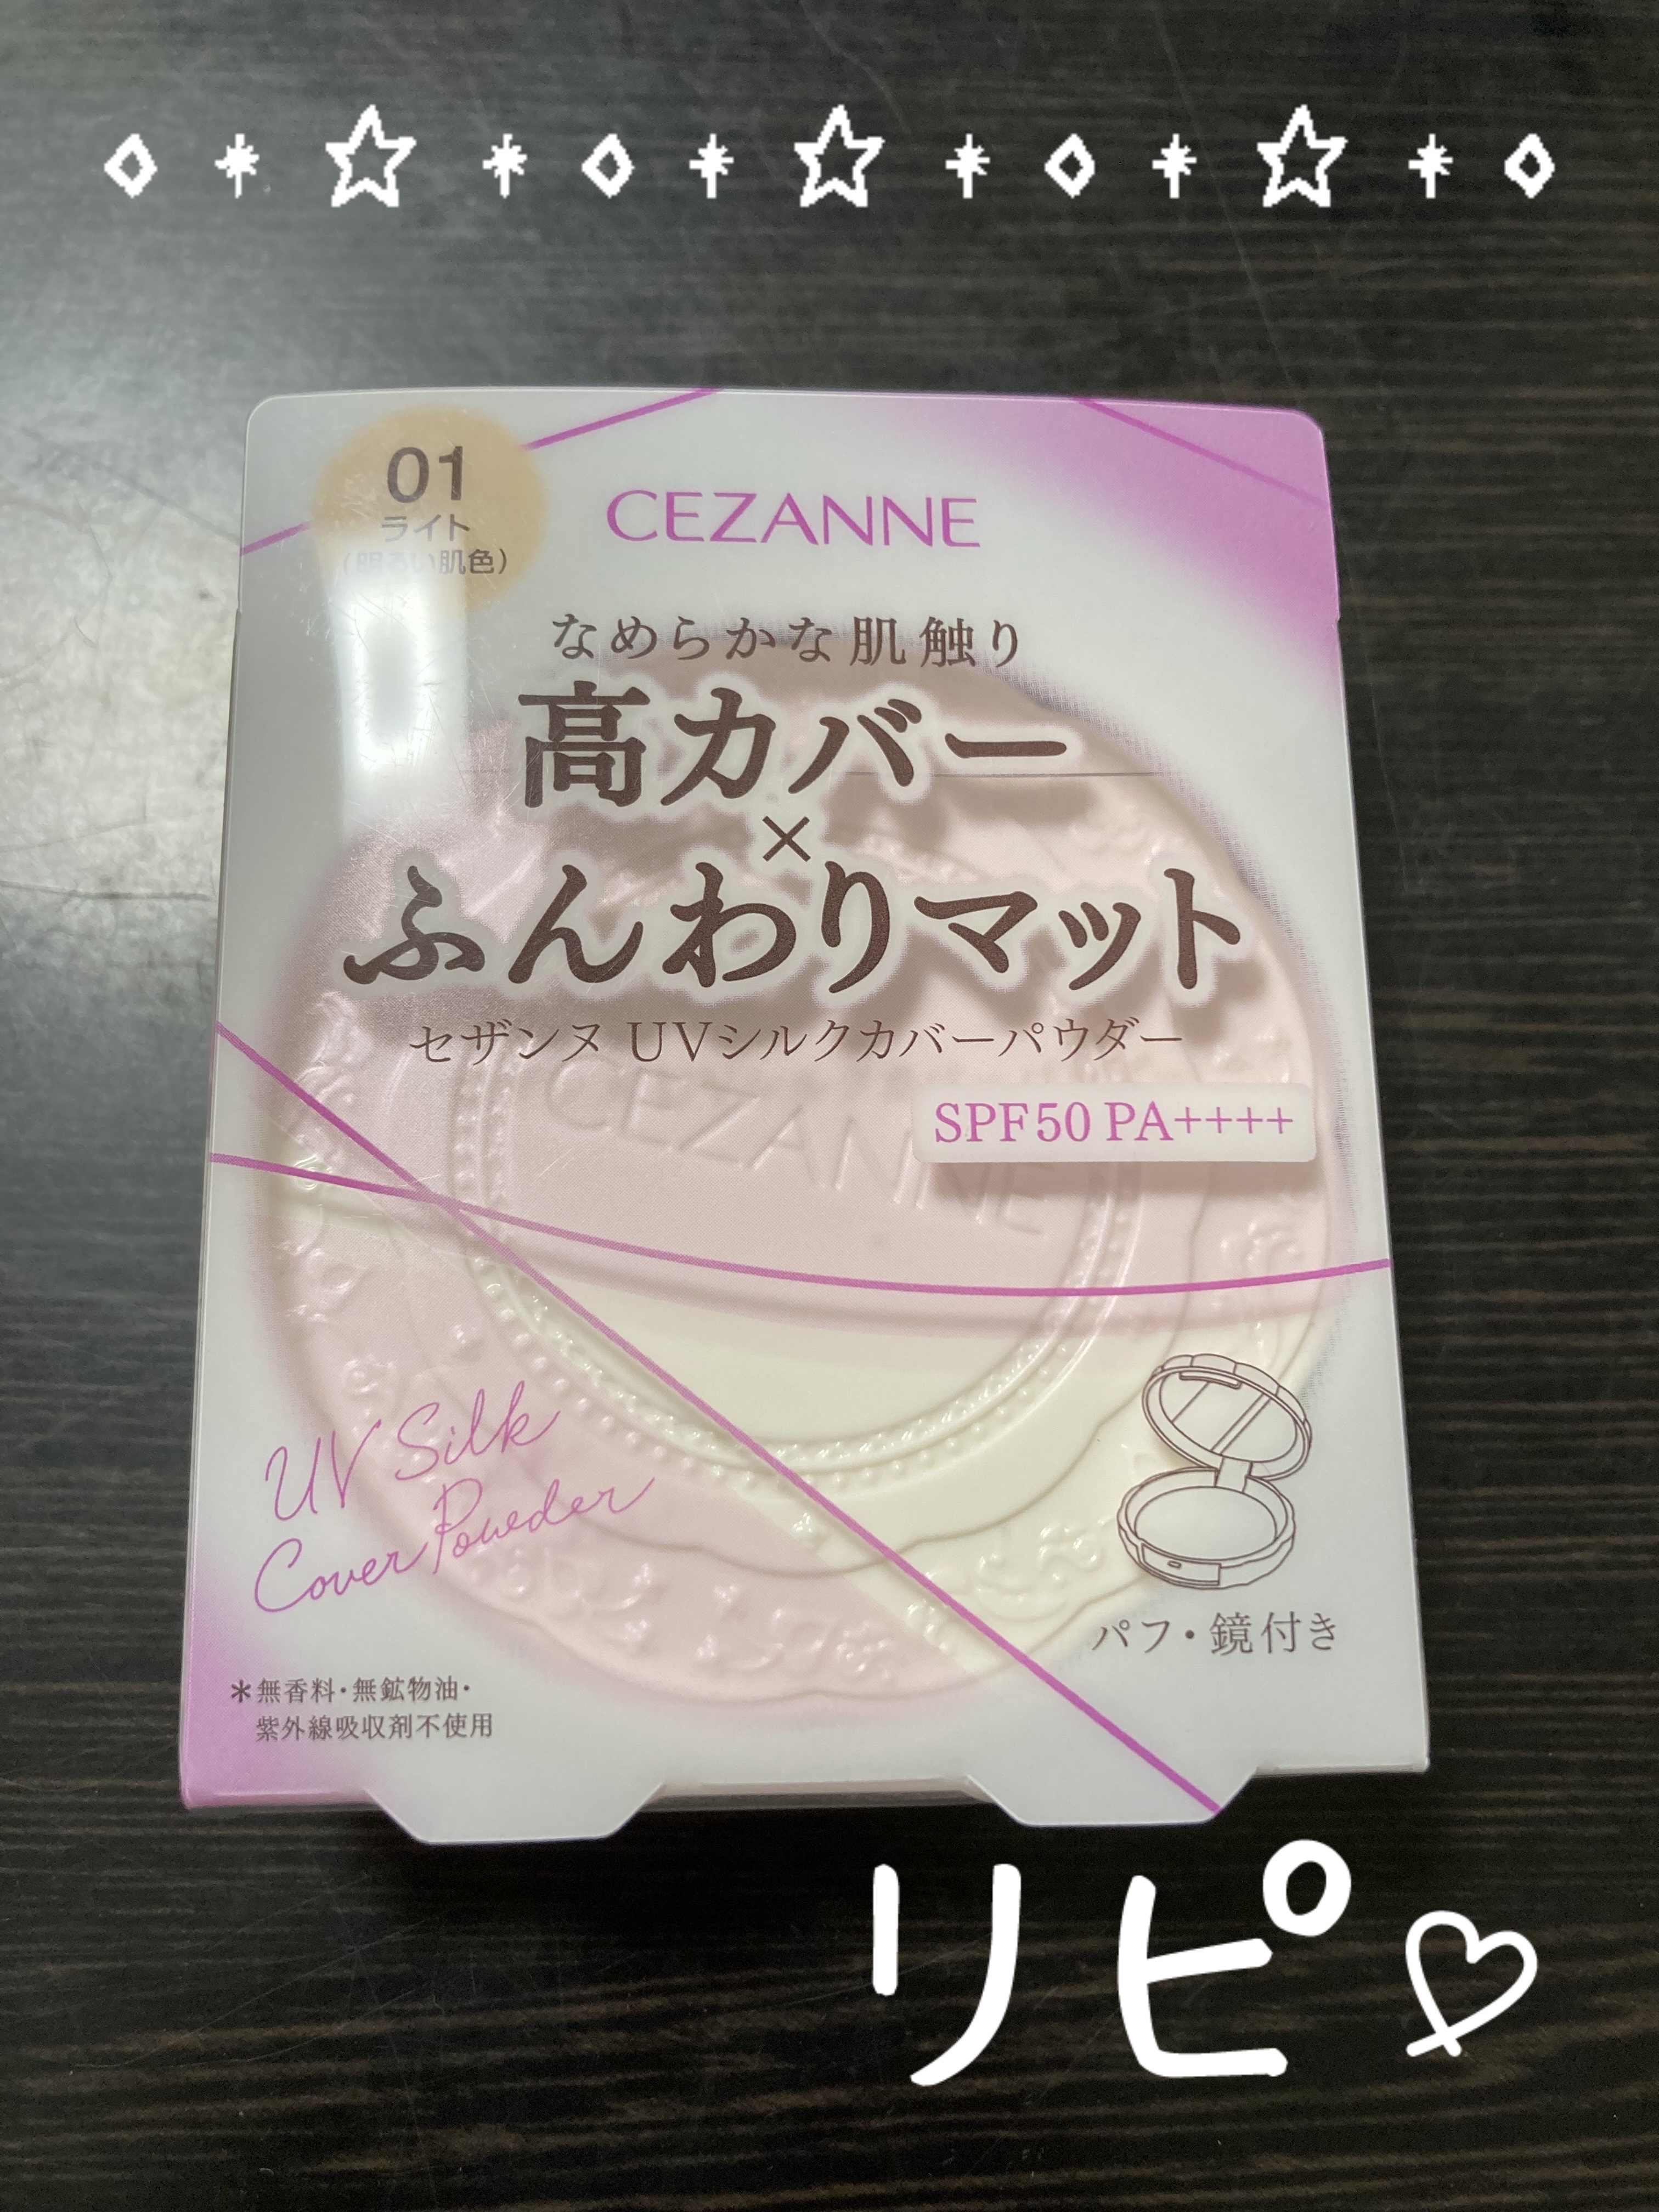 01
ライト
(明るい肌色)
CEZANNE
なめらかな肌触り
高カバー
×
ふんわりマット
セザンヌ UVシルクカバーパウダー
CEZANNE
SPF50 PA++++
UV Silk
Cover Powder
パフ・鏡付き
*無香料・無鉱物油・
紫外線吸収剤不使用
リピ♡